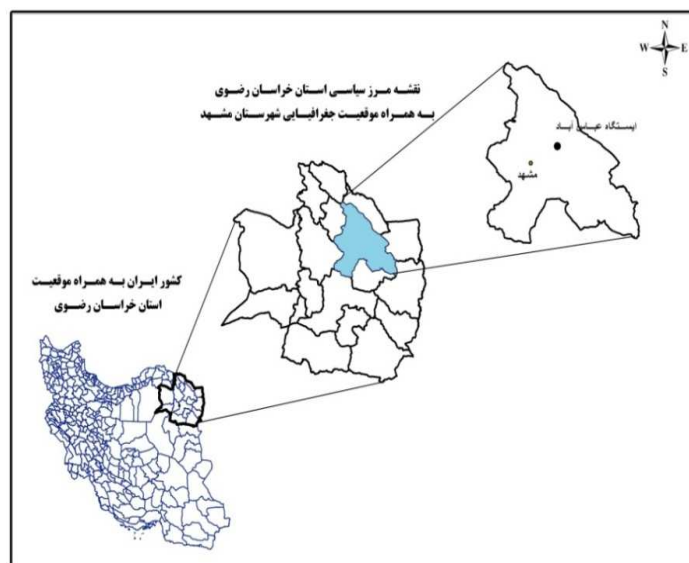 N
W E
S
نقشه مرز سیاسی استان خراسان رضوی
به همراه موقعیت جغرافیایی شهرستان مشهد
ایستگاه عباس آباد
مشهد
کشور ایران به همراه موقعیت
استان خراسان رضوی